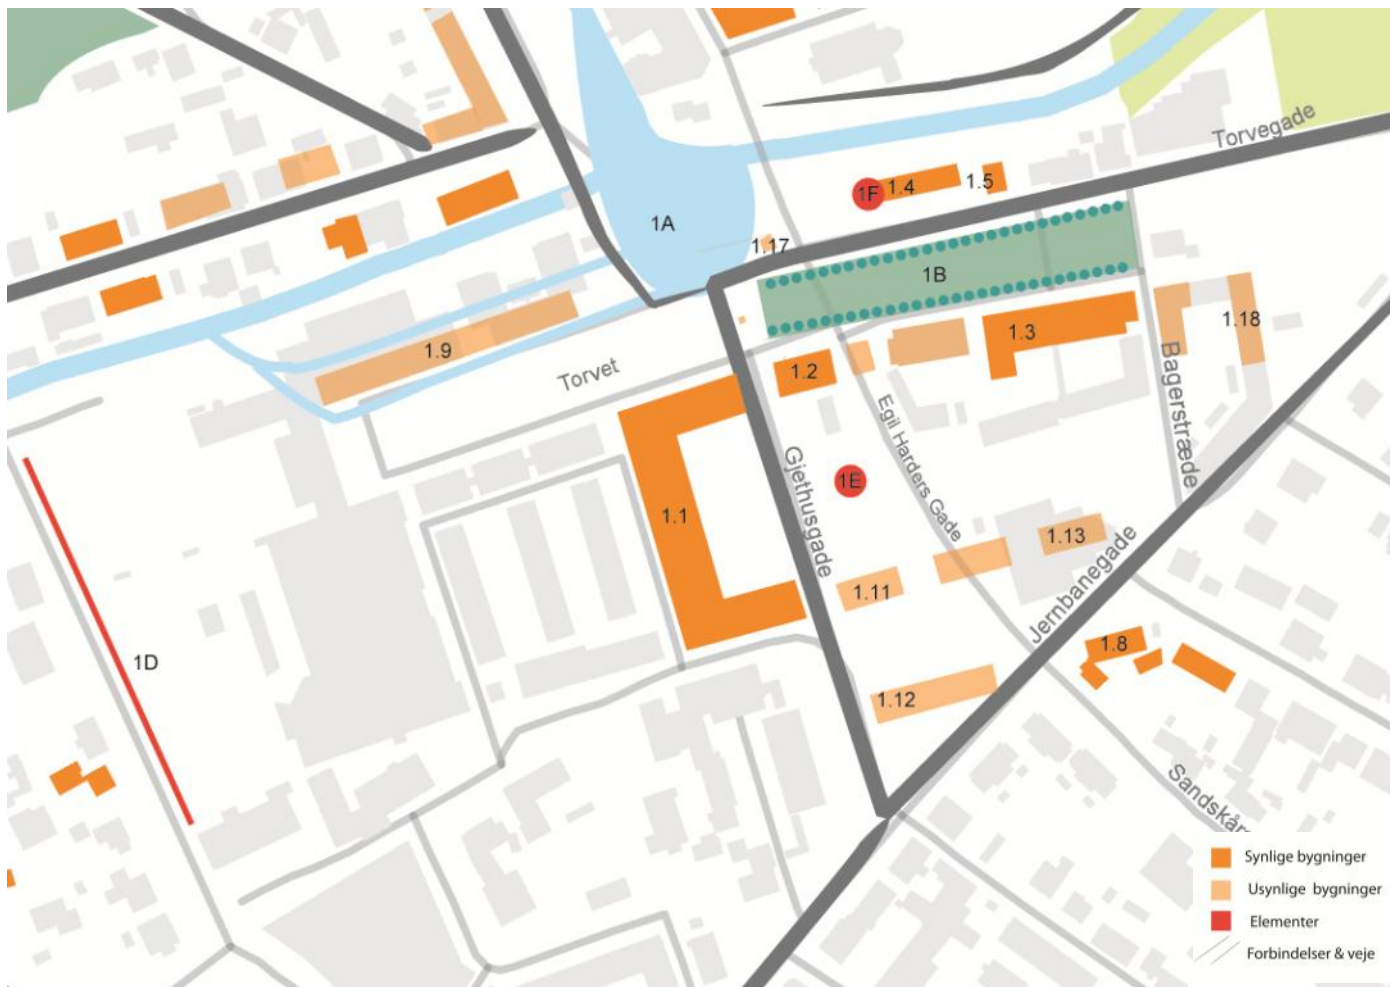 Torvegade
1F
1.4
1.5
1A
1.17
1B
1.18
1.3
1.9
1.2
Torvet
Bagerstræde
Egil Harders Gade
Gjethusgade
1E
1.1
1.13
1.11
Jernbanegade
1.8
1D
1.12
Sandskår
Synlige bygninger
Usynlige bygninger
Elementer
Forbindelser & veje